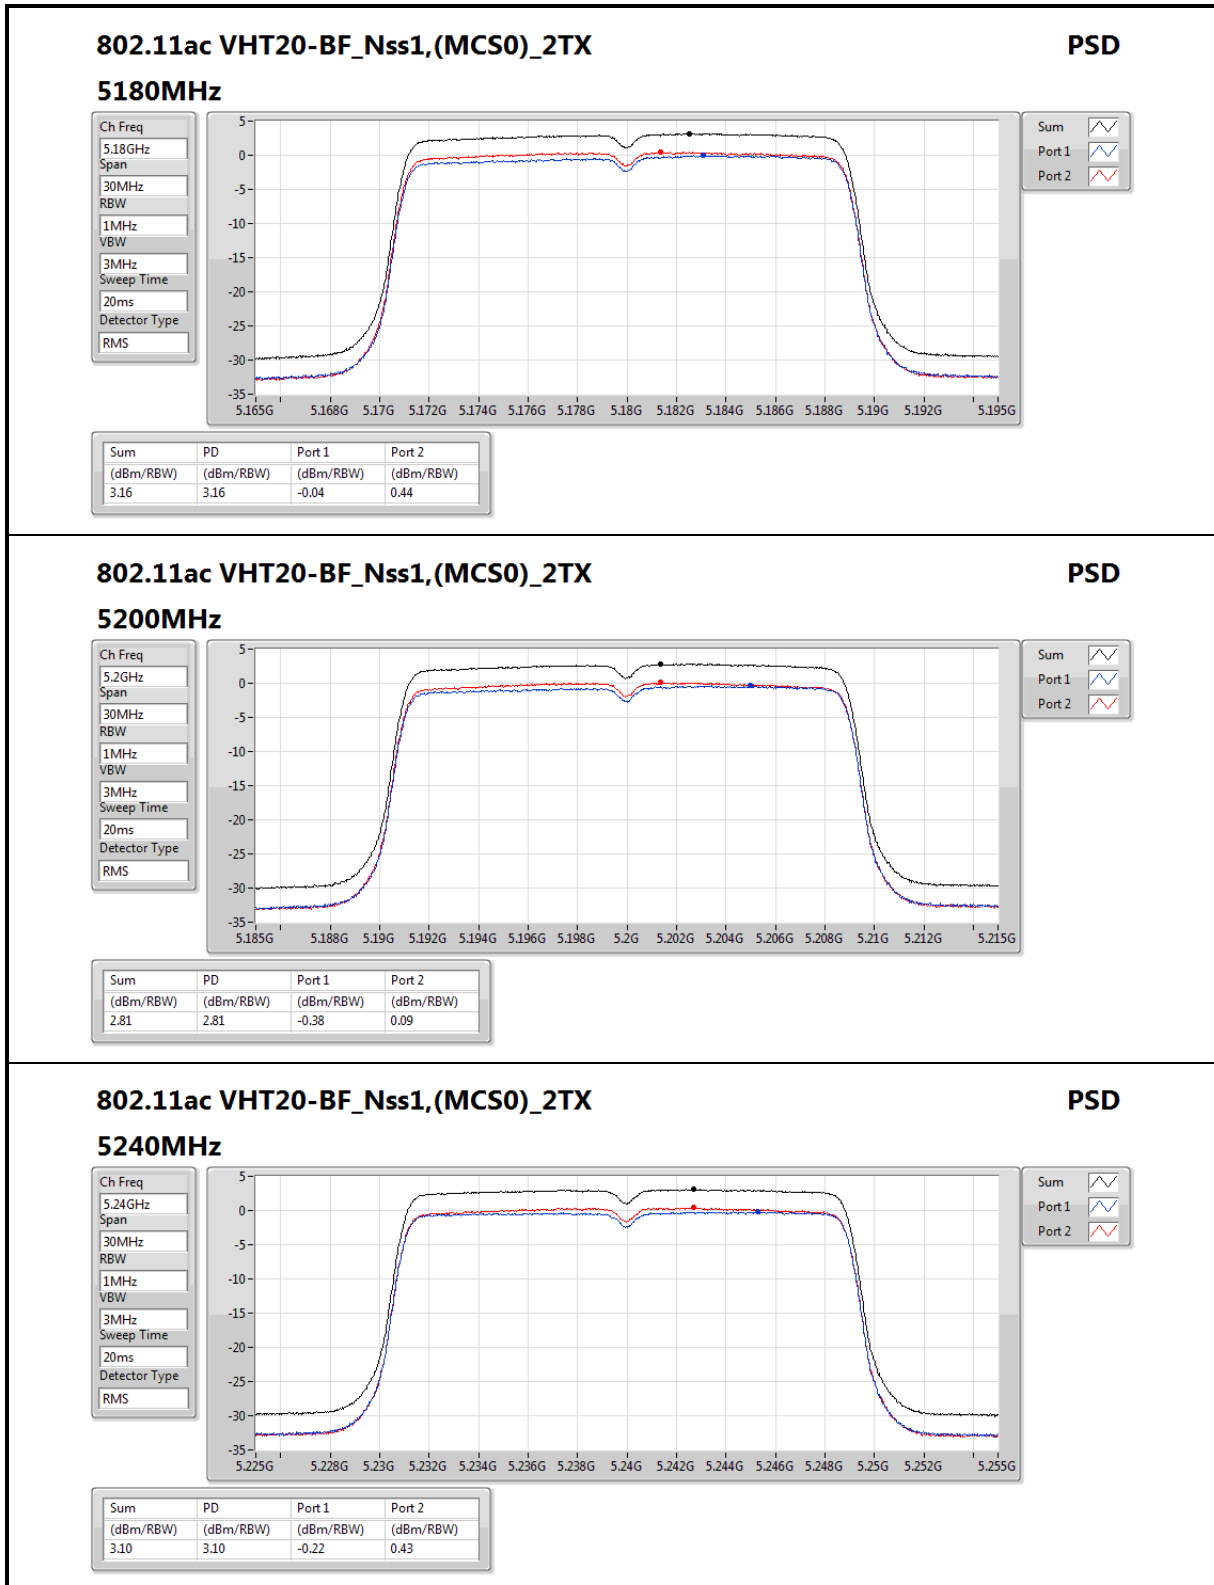 802.11ac VHT20-BF_Nss1,(MCS0)_2TX PSD
5180MHz
Ch Freq
5.18GHz
Span
30MHz
RBW
1MHz
VBW
3MHz
Sweep Time
20ms
Detector Type
RMS
5
0
-5
-10
-15
-20
-25
-30
-35
5.165G 5.168G 5.17G 5.172G 5.174G 5.176G 5.178G 5.18G 5.182G 5.184G 5.186G 5.188G 5.19G 5.192G 5.195G
Sum
Port 1
Port 2
Sum PD Port 1 Port 2
(dBm/RBW) (dBm/RBW) (dBm/RBW) (dBm/RBW)
3.16 3.16 -0.04 0.44
802.11ac VHT20-BF_Nss1,(MCS0)_2TX PSD
5200MHz
Ch Freq
5.2GHz
Span
30MHz
RBW
1MHz
VBW
3MHz
Sweep Time
20ms
Detector Type
RMS
5
0
-5
-10
-15
-20
-25
-30
-35
5.185G 5.188G 5.19G 5.192G 5.194G 5.196G 5.198G 5.2G 5.202G 5.204G 5.206G 5.208G 5.21G 5.212G 5.215G
Sum
Port 1
Port 2
Sum PD Port 1 Port 2
(dBm/RBW) (dBm/RBW) (dBm/RBW) (dBm/RBW)
2.81 2.81 -0.38 0.09
802.11ac VHT20-BF_Nss1,(MCS0)_2TX PSD
5240MHz
Ch Freq
5.24GHz
Span
30MHz
RBW
1MHz
VBW
3MHz
Sweep Time
20ms
Detector Type
RMS
5
0
-5
-10
-15
-20
-25
-30
-35
5.225G 5.228G 5.23G 5.232G 5.234G 5.236G 5.238G 5.24G 5.242G 5.244G 5.246G 5.248G 5.25G 5.252G 5.255G
Sum
Port 1
Port 2
Sum PD Port 1 Port 2
(dBm/RBW) (dBm/RBW) (dBm/RBW) (dBm/RBW)
3.10 3.10 -0.22 0.43